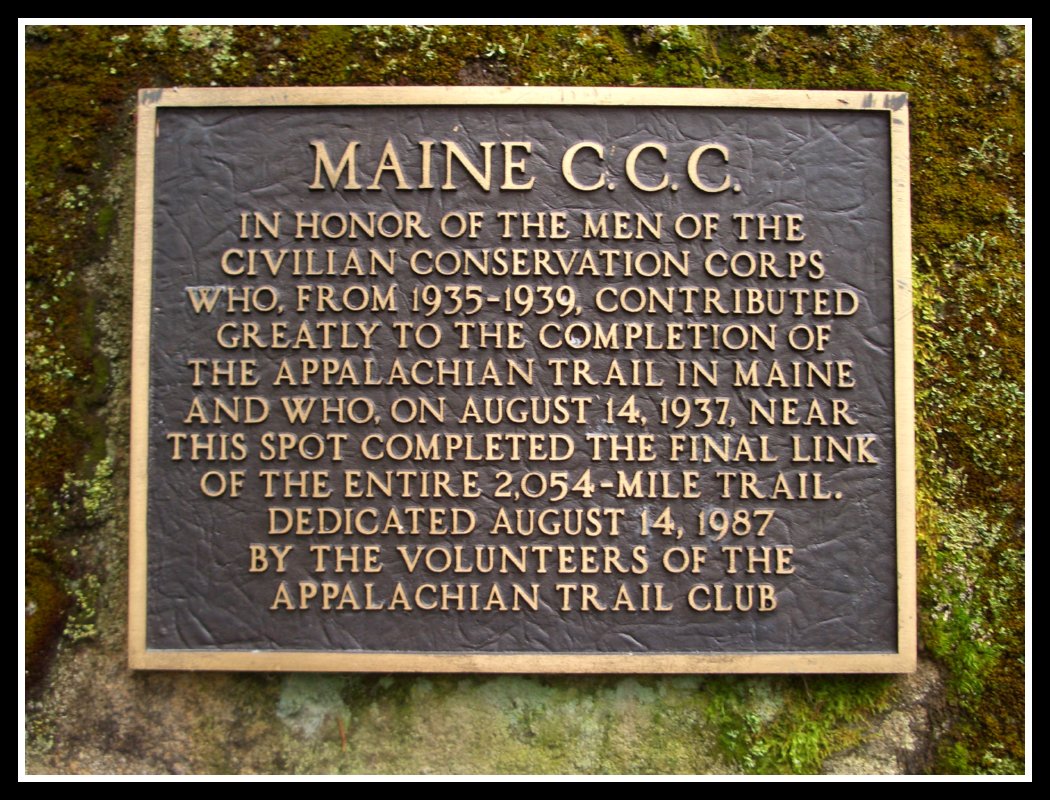 MAINE C.C.C.
IN HONOR OF THE MEN OF THE
CIVILIAN CONSERVATION CORPS
WHO, FROM 1935-1939, CONTRIBUTED
GREATLY TO THE COMPLETION OF
THE APPALACHIAN TRAIL IN MAINE
AND WHO, ON AUGUST 14, 1937, NEAR
THIS SPOT COMPLETED THE FINAL LINK
OF THE ENTIRE 2,054-MILE TRAIL.
DEDICATED AUGUST 14, 1987
BY THE VOLUNTEERS OF THE
APPALACHIAN TRAIL CLUB